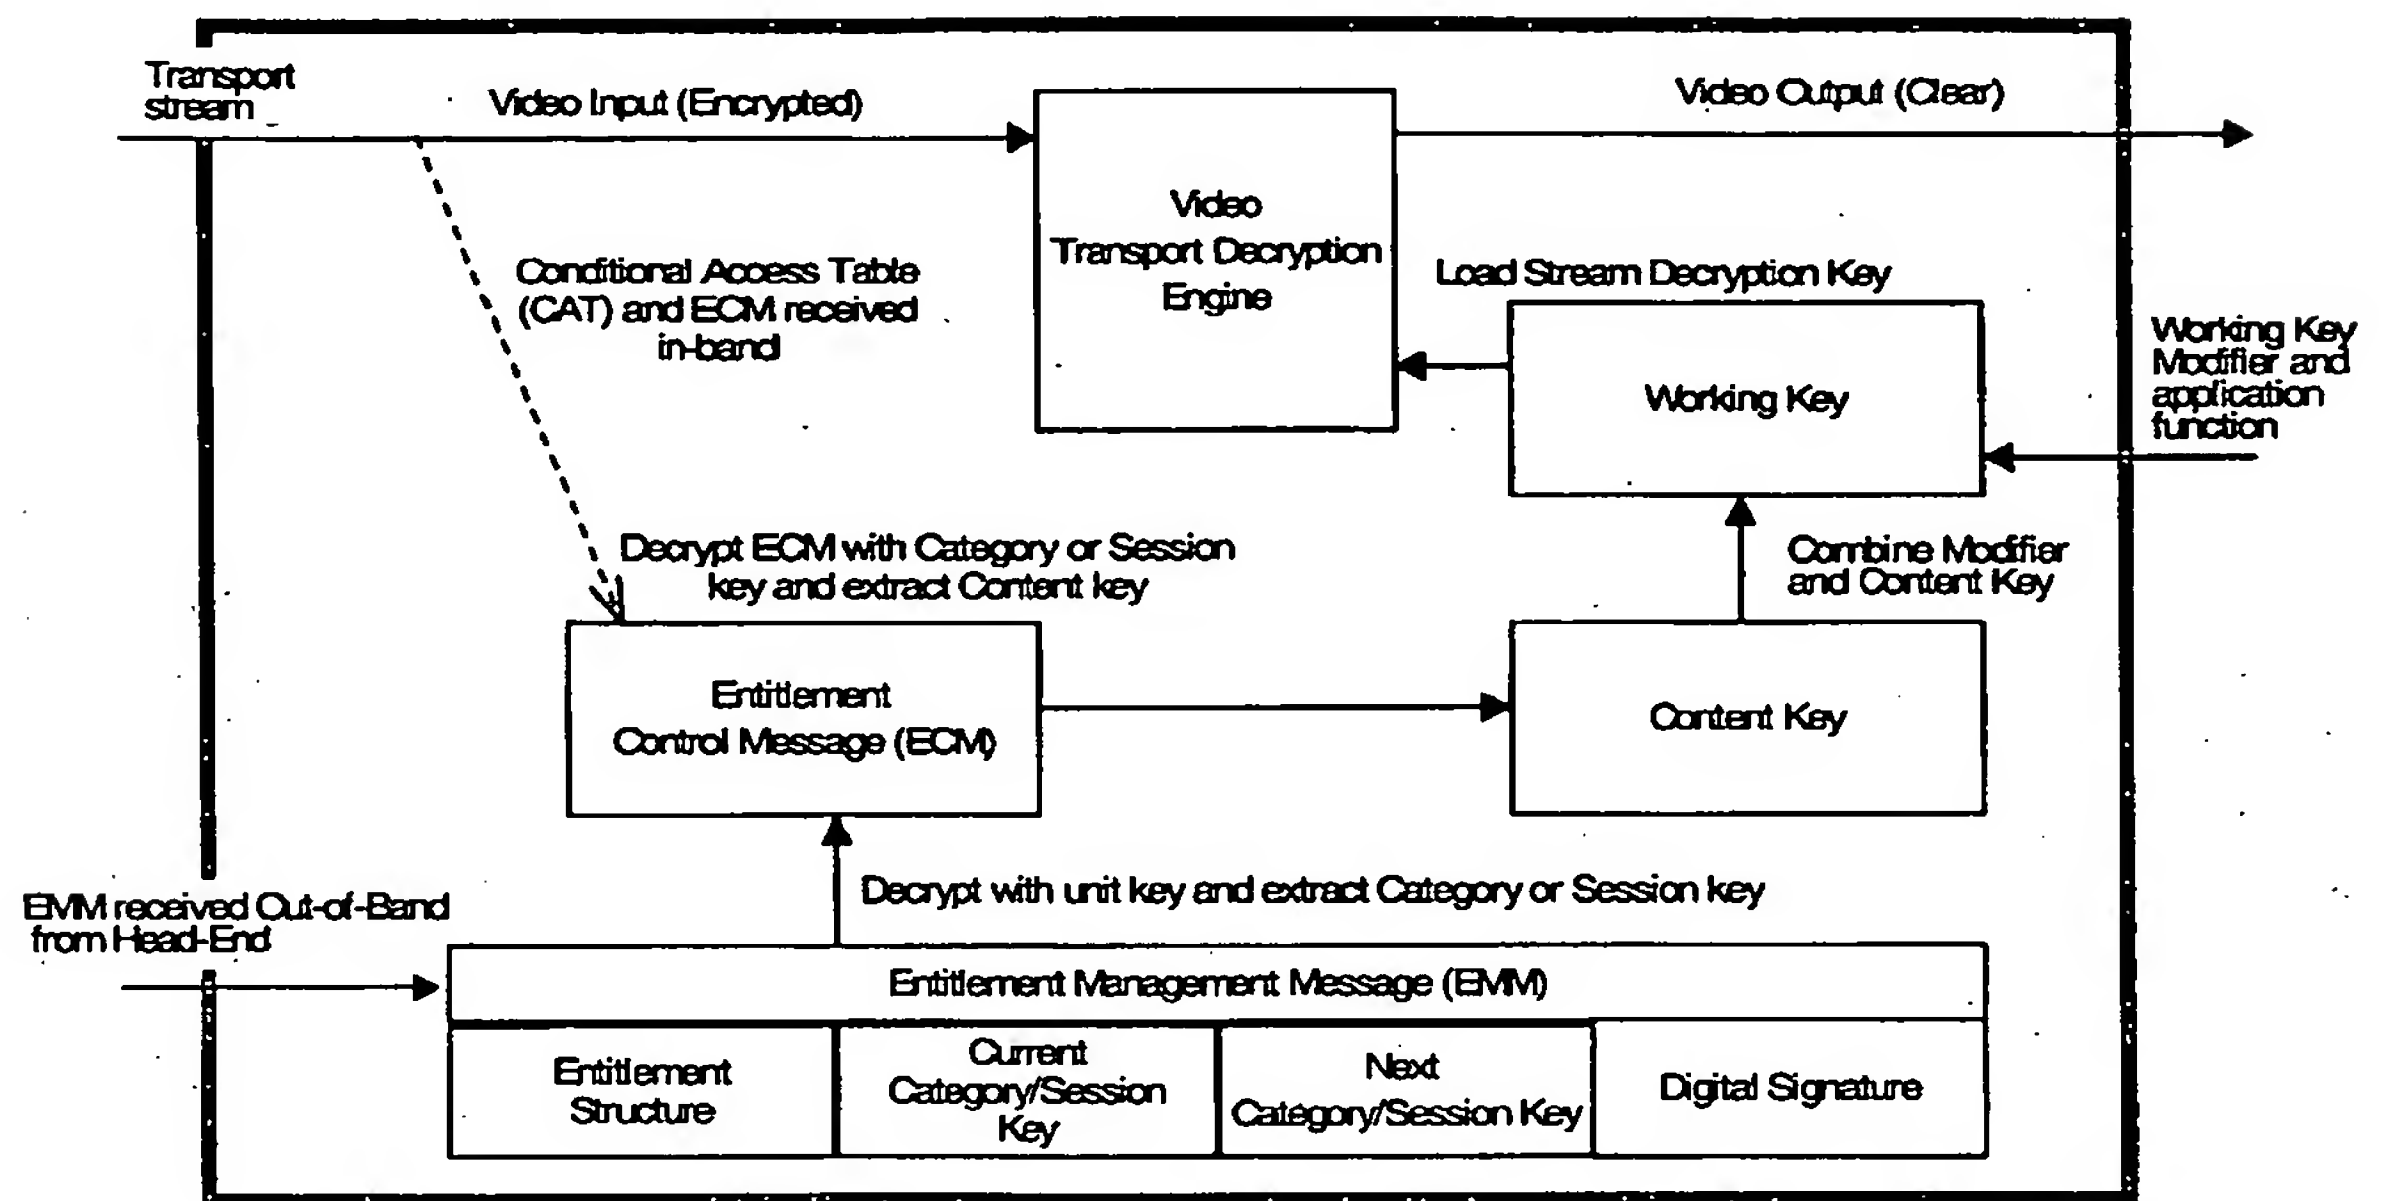 Transport
stream
Video Input (Encrypted)
Video Output (Clear)
Video
Transport Decryption
Engine
Conditional Access Table
(CAT) and ECM received
in-band
Load Stream Decryption Key
Working Key
Working Key
Modifier and
application
function
Decrypt ECM with Category or Session
key and extract Content key
Combine Modifier
and Content Key
Entitlement
Control Message (ECM)
Content Key
EMM received Out-of-Band
from Head-End
Decrypt with unit key and extract Category or Session key
Entitlement Management Message (EMM)
Entitlement
Structure
Current
Category/Session
Key
Next
Category/Session Key
Digital Signature